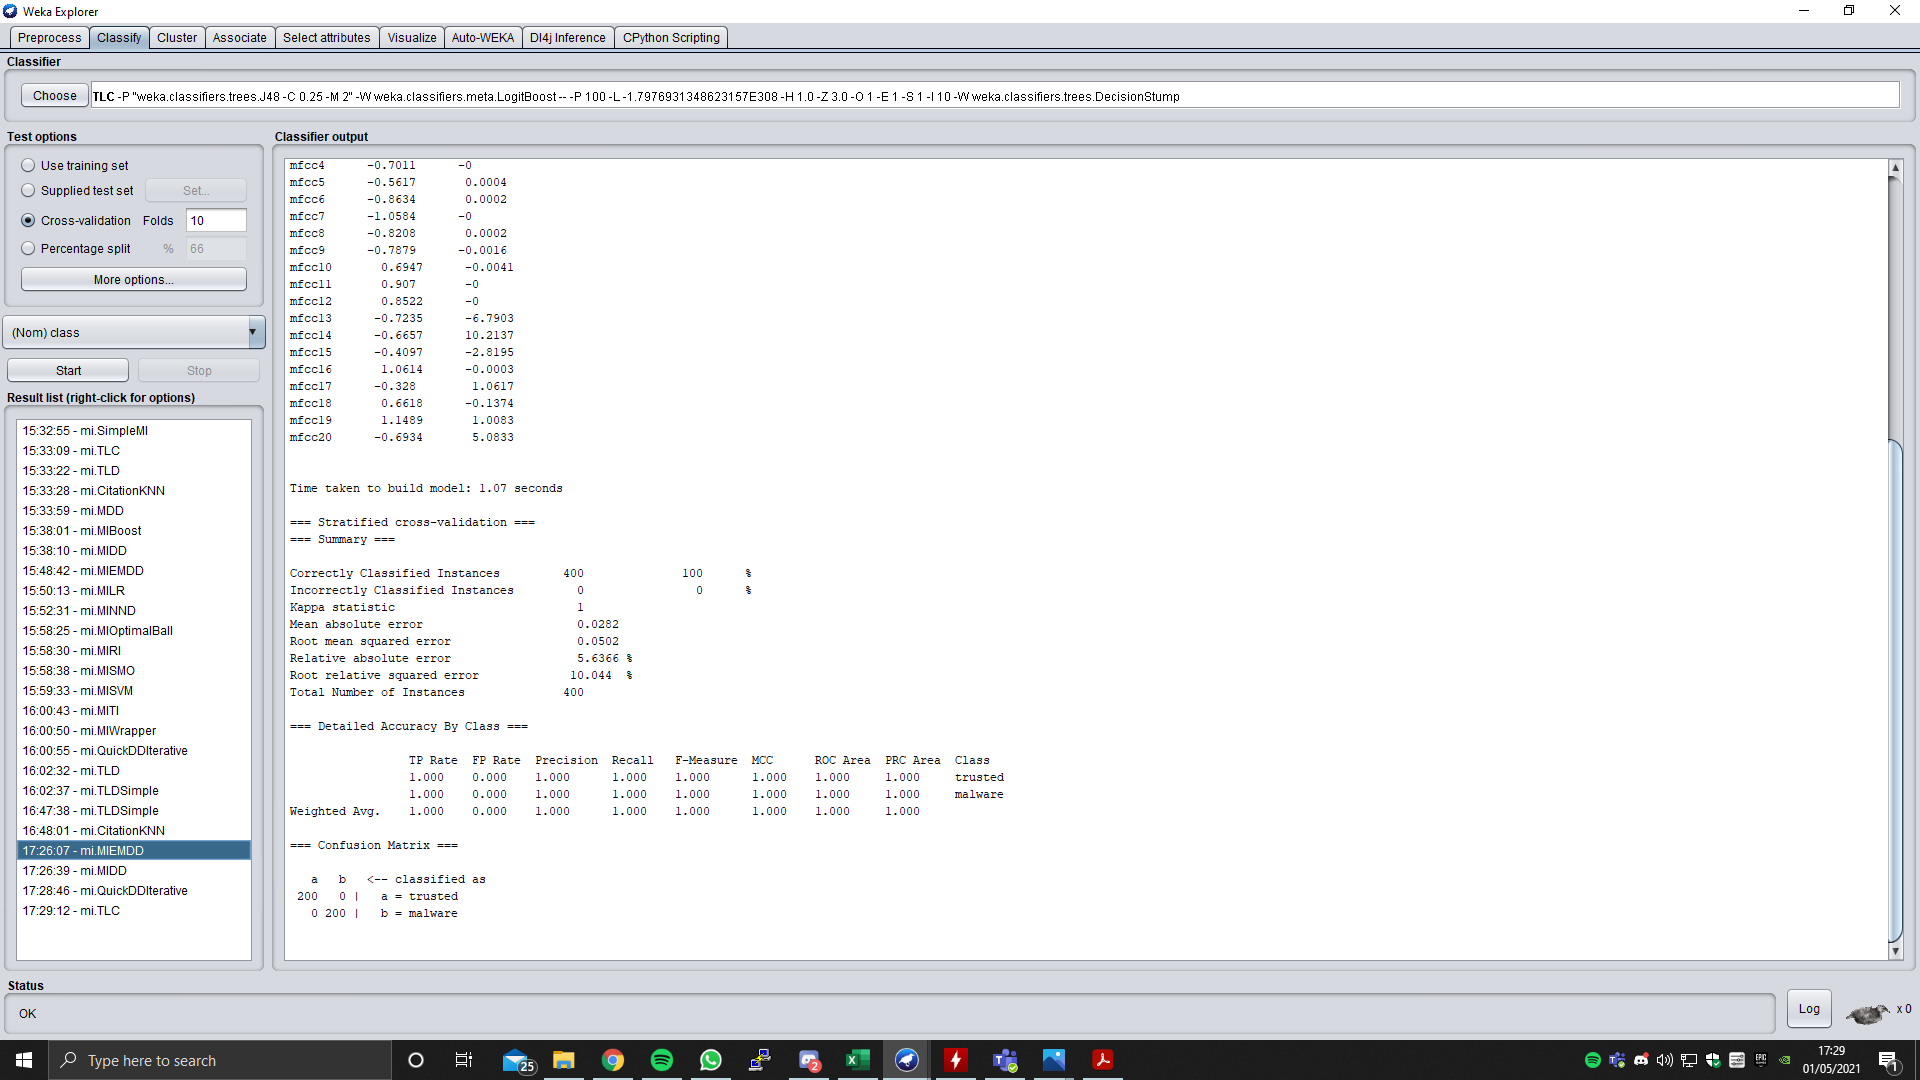 Weka Explorer
Preprocess Classify Cluster Associate Select attributes Visualize Auto-WEKA Dl4j Inference CPython Scripting
Classifier
Choose TLC -P "weka.classifiers.trees.J48 -C 0.25 -M 2" -W weka.classifiers.meta.LogitBoost -- -P 100 -L -1.7976931348623157E308 -H 1.0 -Z 3.0 -O 1 -E 1 -S 1 -I 10 -W weka.classifiers.trees.DecisionStump
Test options
Use training set
Supplied test set Set...
Cross-validation Folds 10
Percentage split % 66
More options...
(Nom) class
Start Stop
Result list (right-click for options)
15:32:55 - mi.SimpleMI
15:33:09 - mi.TLC
15:33:22 - mi.TLD
15:33:28 - mi.CitationKNN
15:33:59 - mi.MDD
15:38:01 - mi.MIBoost
15:38:10 - mi.MIDD
15:48:42 - mi.MIEMDD
15:50:13 - mi.MILR
15:52:31 - mi.MINND
15:58:25 - mi.MIOptimalBall
15:58:30 - mi.MIRI
15:58:38 - mi.MISMO
15:59:33 - mi.MISVM
16:00:43 - mi.MITI
16:00:50 - mi.MIWrapper
16:00:55 - mi.QuickDDIterative
16:02:32 - mi.TLD
16:02:37 - mi.TLDSimple
16:47:38 - mi.TLDSimple
16:48:01 - mi.CitationKNN
17:26:07 - mi.MIEMDD
17:26:39 - mi.MIDD
17:28:46 - mi.QuickDDIterative
17:29:12 - mi.TLC
Classifier output
mfcc4 -0.7011 -0
mfcc5 -0.5617 0.0004
mfcc6 -0.8634 0.0002
mfcc7 -1.0584 -0
mfcc8 -0.8208 0.0002
mfcc9 -0.7879 -0.0016
mfcc10 0.6947 -0.0041
mfcc11 0.907 -0
mfcc12 0.8522 -0
mfcc13 -0.7235 -6.7903
mfcc14 -0.6657 10.2137
mfcc15 -0.4097 -2.8195
mfcc16 1.0614 -0.0003
mfcc17 -0.328 1.0617
mfcc18 0.6618 -0.1374
mfcc19 1.1489 1.0083
mfcc20 -0.6934 5.0833
Time taken to build model: 1.07 seconds
=== Stratified cross-validation ===
=== Summary ===
Correctly Classified Instances 400 100 %
Incorrectly Classified Instances 0 0 %
Kappa statistic 1
Mean absolute error 0.0282
Root mean squared error 0.0502
Relative absolute error 5.6366 %
Root relative squared error 10.044 %
Total Number of Instances 400
=== Detailed Accuracy By Class ===
TP Rate FP Rate Precision Recall F-Measure MCC ROC Area PRC Area Class
1.000 0.000 1.000 1.000 1.000 1.000 1.000 1.000 trusted
1.000 0.000 1.000 1.000 1.000 1.000 1.000 1.000 malware
Weighted Avg. 1.000 0.000 1.000 1.000 1.000 1.000 1.000 1.000
=== Confusion Matrix ===
a b <-- classified as
200 0 | a = trusted
0 200 | b = malware
Status
OK
Log x 0
Type here to search
25
2
17:29
01/05/2021
1